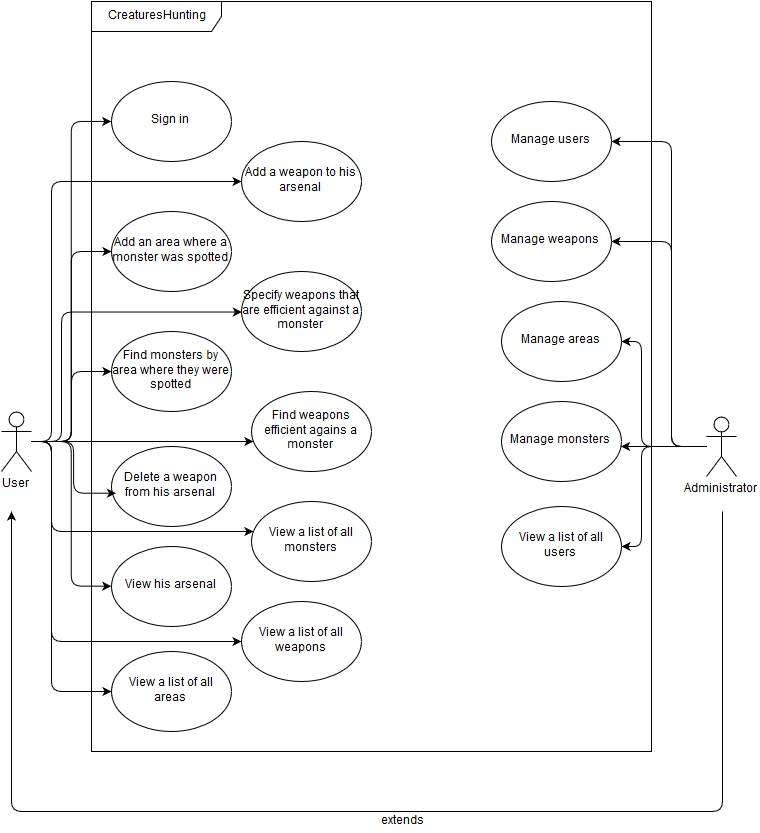 CreaturesHunting
Sign in
Manage users
Add a weapon to his
arsenal
Add an area where a
monster was spotted
Manage weapons
Specify weapons that
are efficient against a
monster
Manage areas
Find monsters by
area where they were
spotted
Find weapons
efficient agains a
monster
Manage monsters
User
Delete a weapon
from his arsenal
Administrator
View a list of all
monsters
View a list of all
users
View his arsenal
View a list of all
weapons
View a list of all
areas
extends